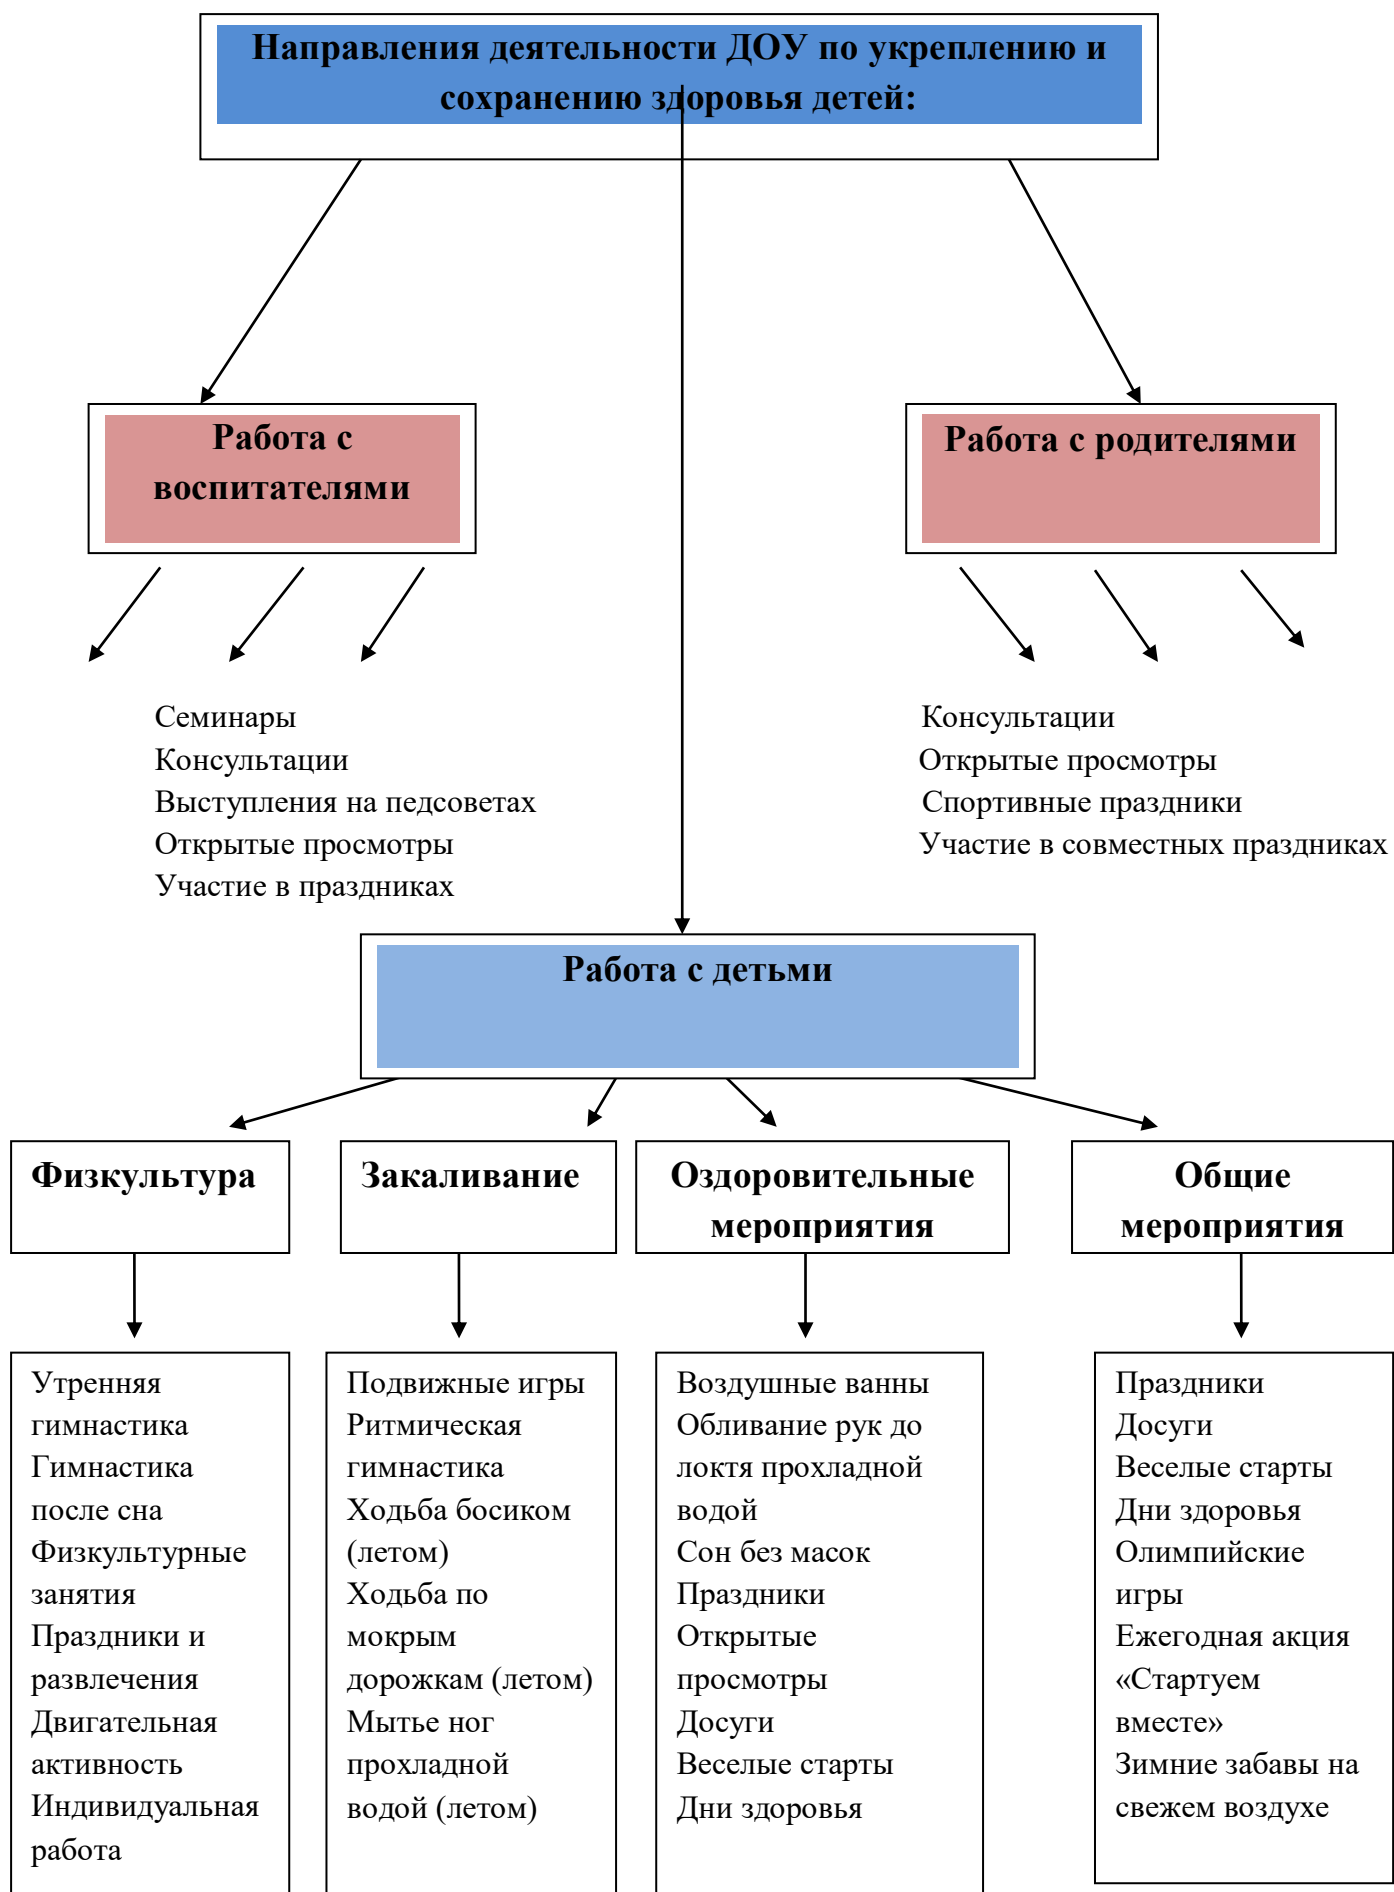 Направления деятельности ДОУ по укреплению и
сохранению здоровья детей:
Работа с
воспитателями
Работа с родителями
Семинары
Консультации
Выступления на педсоветах
Открытые просмотры
Участие в праздниках
Консультации
Открытые просмотры
Спортивные праздники
Участие в совместных праздниках
Работа с детьми
Физкультура
Закаливание
Оздоровительные
мероприятия
Общие
мероприятия
Утренняя
гимнастика
Гимнастика
после сна
Физкультурные
занятия
Праздники и
развлечения
Двигательная
активность
Индивидуальная
работа
Подвижные игры
Ритмическая
гимнастика
Ходьба босиком
(летом)
Ходьба по
мокрым
дорожкам (летом)
Мытье ног
прохладной
водой (летом)
Воздушные ванны
Обливание рук до
локтя прохладной
водой
Сон без масок
Праздники
Открытые
просмотры
Досуги
Веселые старты
Дни здоровья
Праздники
Досуги
Веселые старты
Дни здоровья
Олимпийские
игры
Ежегодная акция
«Стартуем
вместе»
Зимние забавы на
свежем воздухе